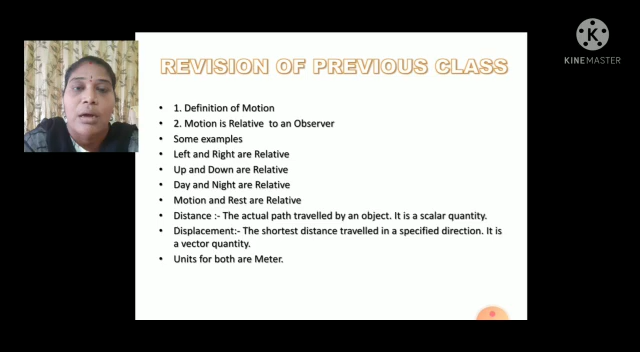 REVISION OF PREVIOUS CLASS
K
KINEMASTER
• 1. Definition of Motion
• 2. Motion is Relative to an Observer
• Some examples
• Left and Right are Relative
• Up and Down are Relative
• Day and Night are Relative
• Motion and Rest are Relative
• Distance :- The actual path travelled by an object. It is a scalar quantity.
• Displacement:- The shortest distance travelled in a specified direction. It is
a vector quantity.
• Units for both are Meter.